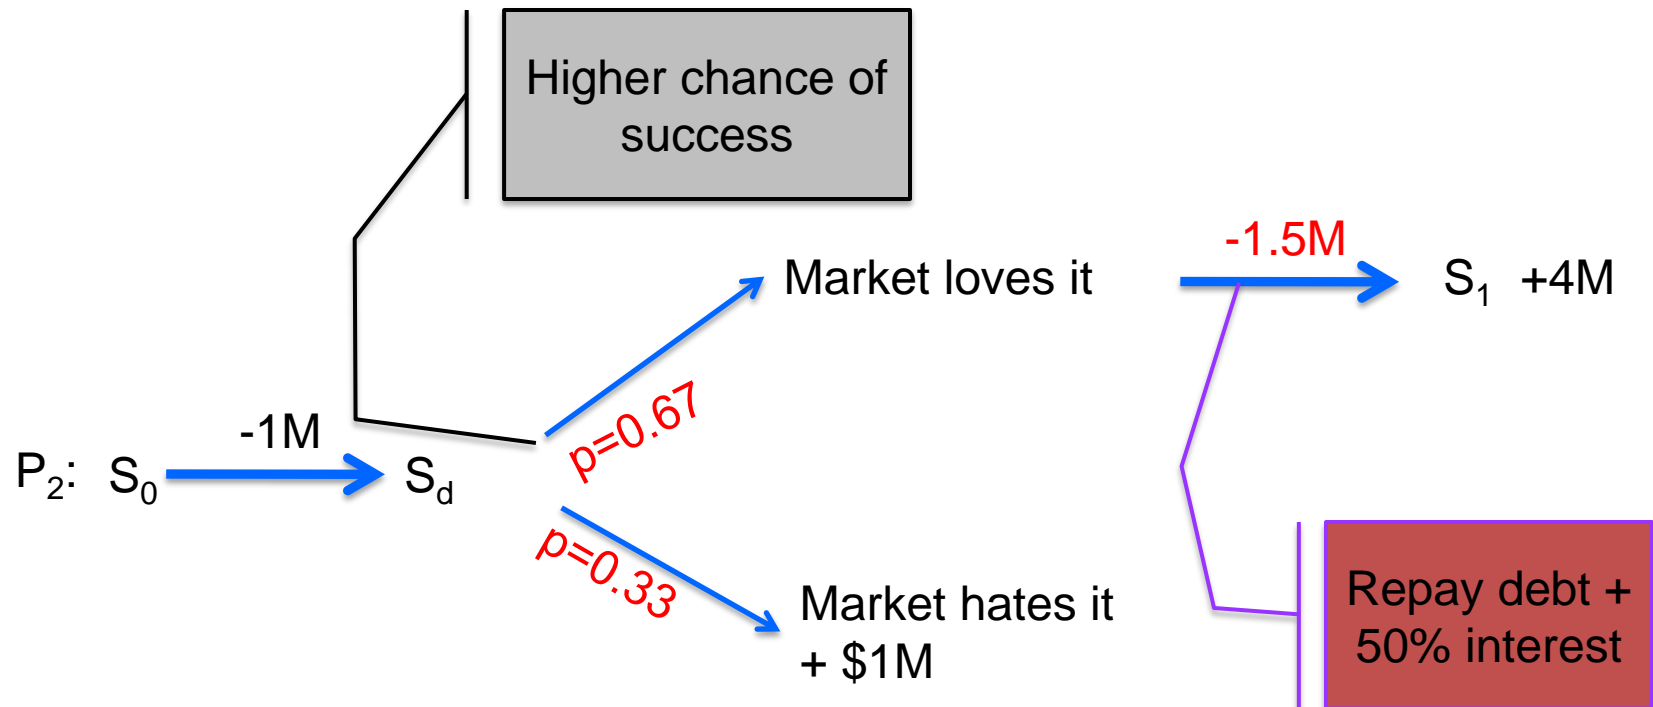 Higher chance of
success
-1.5M
Market loves it
S₁ +4M
p=0.67
-1M
P₂: S₀
S_d
p=0.33
Market hates it
+ $1M
Repay debt +
50% interest